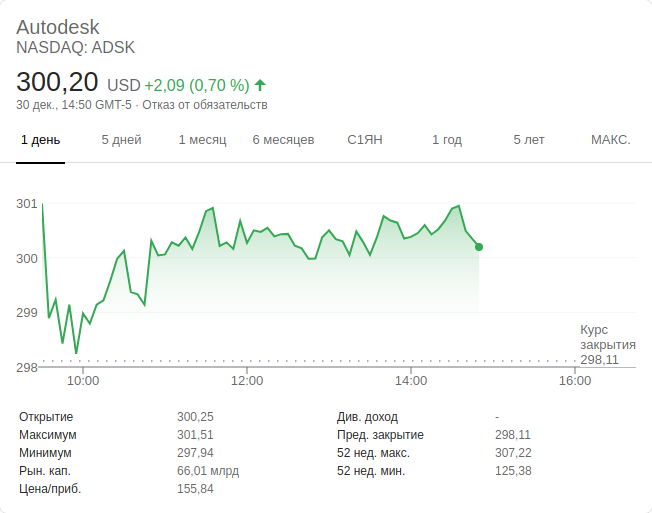 Autodesk
NASDAQ: ADSK
300,20 USD +2,09 (0,70 %)
30 дек., 14:50 GMT-5 · Отказ от обязательств
1 день 5 дней 1 месяц 6 месяцев С1ЯН 1 год 5 лет МАКС.
301
300
299
298
Курс
закрытия
298,11
10:00 12:00 14:00 16:00
Открытие 300,25 Див. доход -
Максимум 301,51 Пред. закрытие 298,11
Минимум 297,94 52 нед. макс. 307,22
Рын. кап. 66,01 млрд 52 нед. мин. 125,38
Цена/приб. 155,84